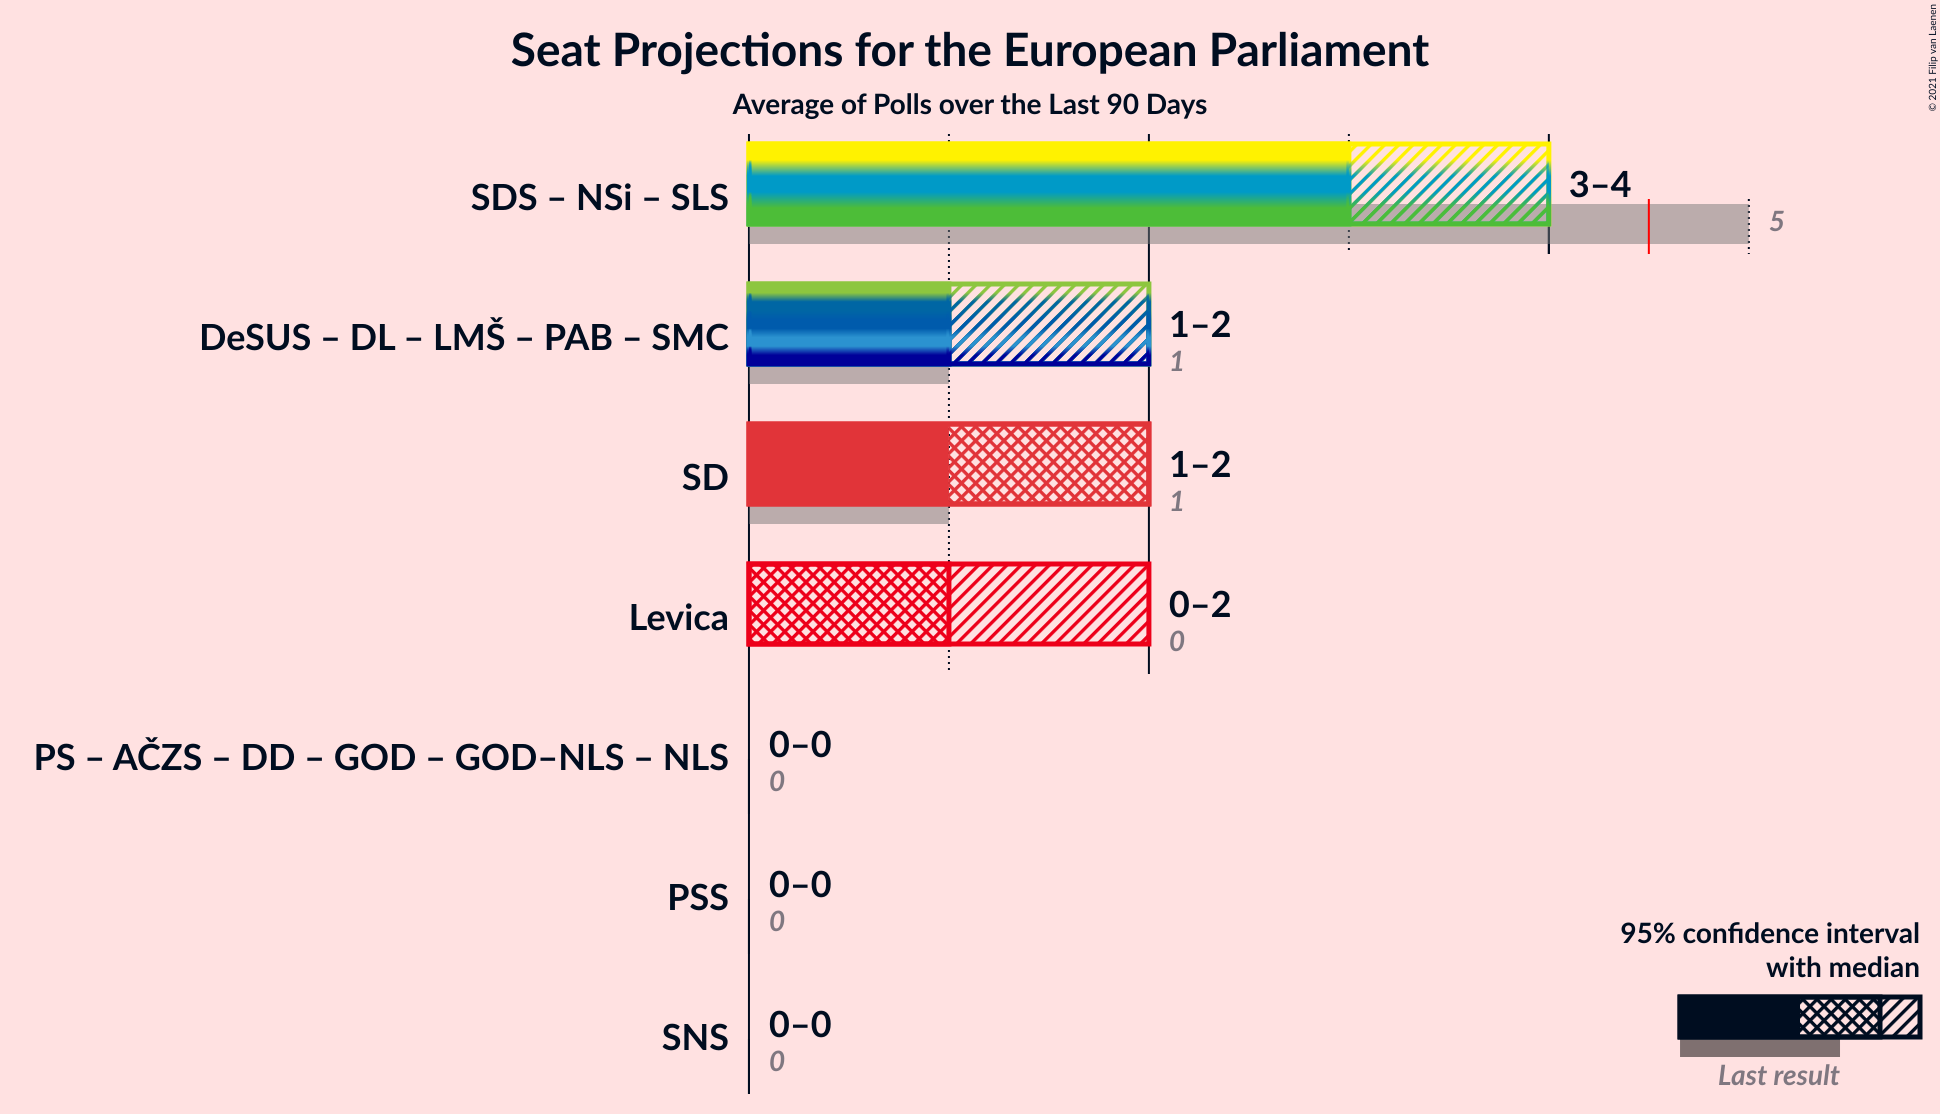 Seat Projections for the European Parliament
Average of Polls over the Last 90 Days
© 2021 Filip van Laenen
SDS – NSi – SLS
3–4
5
DeSUS – DL – LMŠ – PAB – SMC
1–2
1
SD
1–2
1
Levica
0–2
0
PS – AČZS – DD – GOD – GOD–NLS – NLS
0–0
0
PSS
0–0
0
SNS
0–0
0
95% confidence interval
with median
Last result